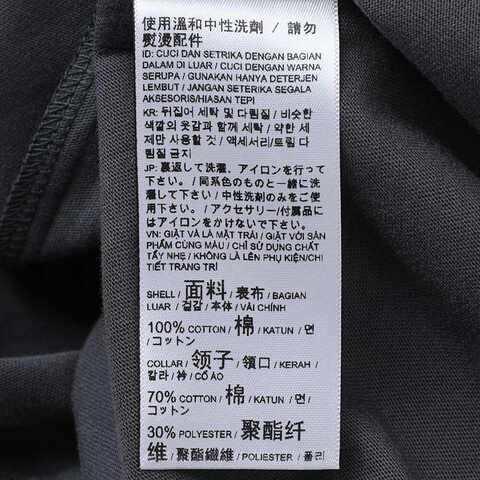 使用溫和中性洗劑 / 請勿
熨燙配件
ID: CUCI DAN SETRIKA DENGAN BAGIAN
DALAM DI LUAR / CUCI DENGAN WARNA
SERUPA / GUNAKAN HANYA DETERJEN
LEMBUT / JANGAN SETERIKA SEGALA
AKSESORIS/HIASAN TEPI
KR: 뒤집어 세탁 및 다림질 / 비슷한
색깔의 옷감과 함께 세탁 / 약한 세
제만 사용할 것 / 액세서리/트림 다
림질 금지
JP: 裏返して洗濯、アイロンを行って
下さい。 / 同系色のものと一緒に洗
濯して下さい / 中性洗剤のみをご使
用下さい。 / アクセサリー/付属品に
はアイロンをかけないで下さい。
VN: GIẶT VÀ LÀ MẶT TRÁI / GIẶT VỚI SẢN
PHẨM CÙNG MÀU / CHỈ SỬ DỤNG CHẤT
TẨY NHẸ / KHÔNG LÀ LÊN PHỤ KIỆN/CHI
TIẾT TRANG TRÍ
SHELL / 面料 / 表布 / BAGIAN
LUAR / 겉감 / 本体 / VẢI CHÍNH
100% COTTON / 棉 / KATUN / 면
/ コットン
COLLAR / 领子 / 領口 / KERAH /
칼라 / 衿 / CỔ ÁO
70% COTTON / 棉 / KATUN / 면 /
コットン
30% POLYESTER / 聚酯纤
维 / 聚酯纖維 / POLIESTER / 폴리